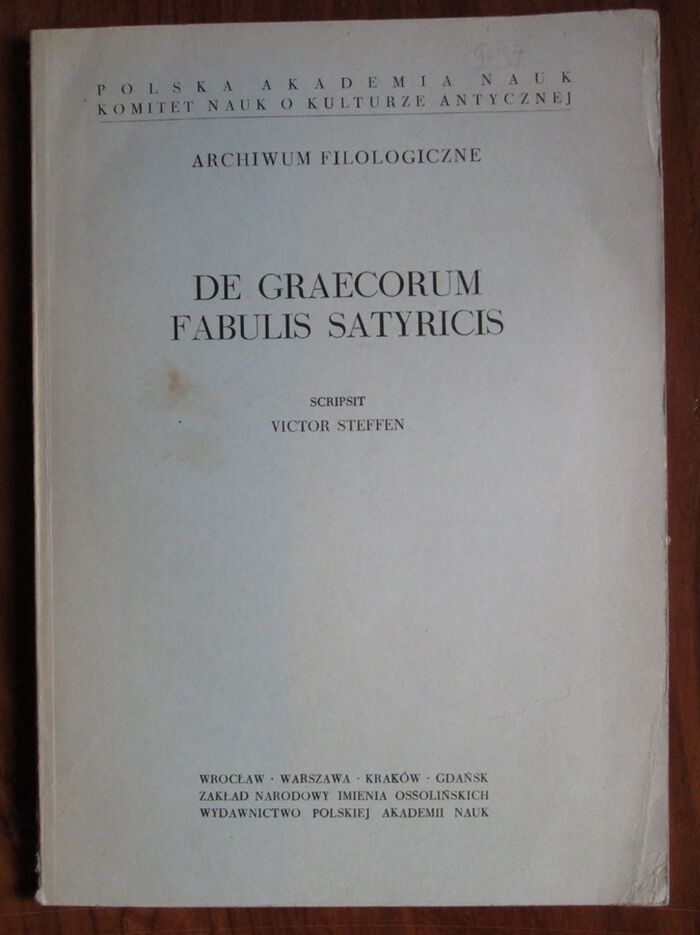 POLSKA AKADEMIA NAUK
KOMITET NAUK O KULTURZE ANTYCZNEJ
ARCHIWUM FILOLOGICZNE
DE GRAECORUM
FABULIS SATYRICIS
SCRIPSIT
VICTOR STEFFEN
WROCŁAW · WARSZAWA · KRAKÓW · GDAŃSK
ZAKŁAD NARODOWY IMIENIA OSSOLIŃSKICH
WYDAWNICTWO POLSKIEJ AKADEMII NAUK